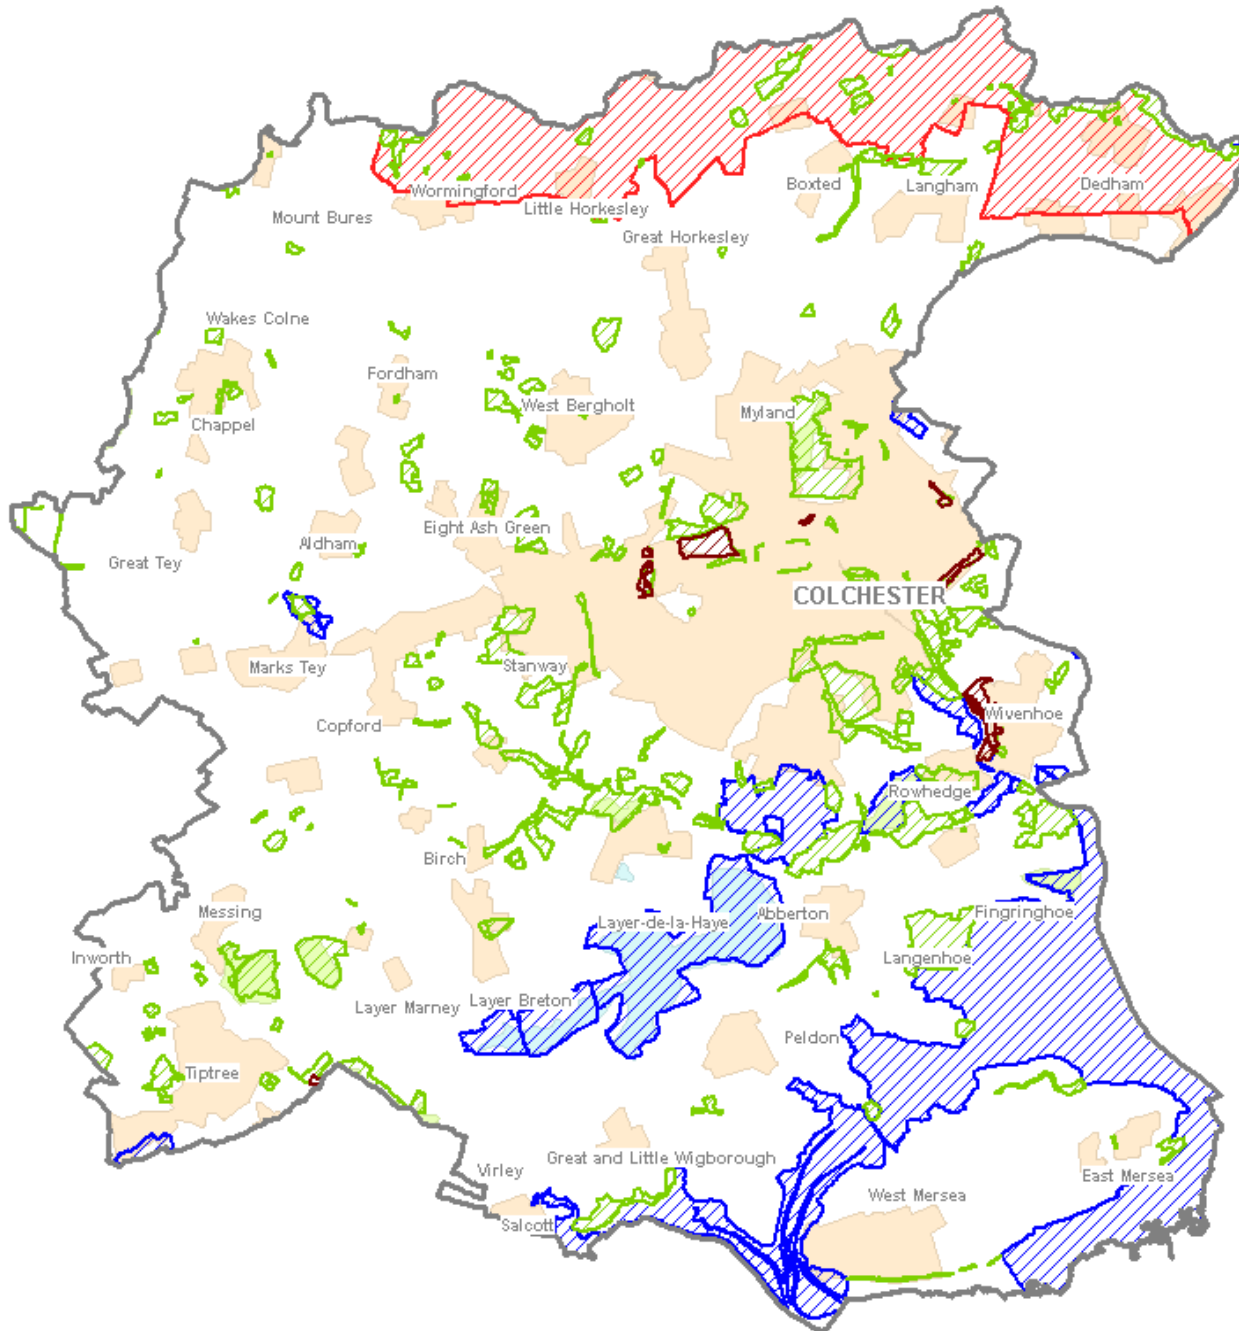 Wormingford
Boxted
Langham
Dedham
Mount Bures
Little Horkesley
Great Horkesley
Wakes Colne
Fordham
West Bergholt
Myland
Chappel
Eight Ash Green
Aldham
Great Tey
COLCHESTER
Marks Tey
Stanway
Copford
Wivenhoe
Rowhedge
Birch
Messing
Layer-de-la-Haye
Abberton
Fingringhoe
Inworth
Langenhoe
Layer Marney
Layer Breton
Peldon
Tiptree
Great and Little Wigborough
Virley
East Mersea
West Mersea
Salcott